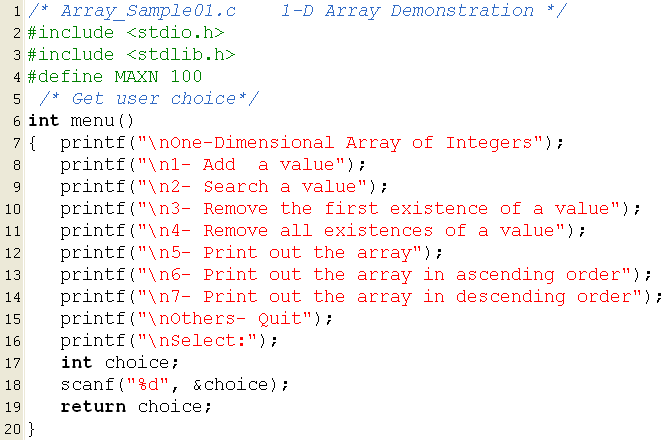 1 /* Array_Sample01.c    1-D Array Demonstration */
2 #include <stdio.h>
3 #include <stdlib.h>
4 #define MAXN 100
5  /* Get user choice*/
6 int menu()
7 {  printf("\nOne-Dimensional Array of Integers");
8    printf("\n1- Add  a value");
9    printf("\n2- Search a value");
10    printf("\n3- Remove the first existence of a value");
11    printf("\n4- Remove all existences of a value");
12    printf("\n5- Print out the array");
13    printf("\n6- Print out the array in ascending order");
14    printf("\n7- Print out the array in descending order");
15    printf("\nOthers- Quit");
16    printf("\nSelect:");
17    int choice;
18    scanf("%d", &choice);
19    return choice;
20 }